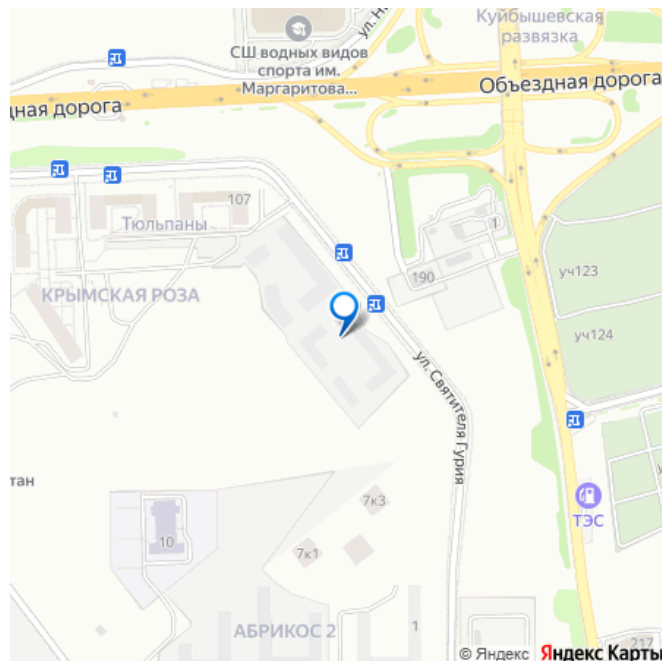 Куйбышевская
развязка
СШ водных видов
спорта им.
Маргаритова...
Объездная дорога
дная дорога
107
Тюльпаны
1
190
уч123
КРЫМСКАЯ РОЗА
уч124
ул. Святителя Гурия
тан
7к3
ТЭС
10
7к1
АБРИКОС 2
1
217
© Яндекс Яндекс Карты